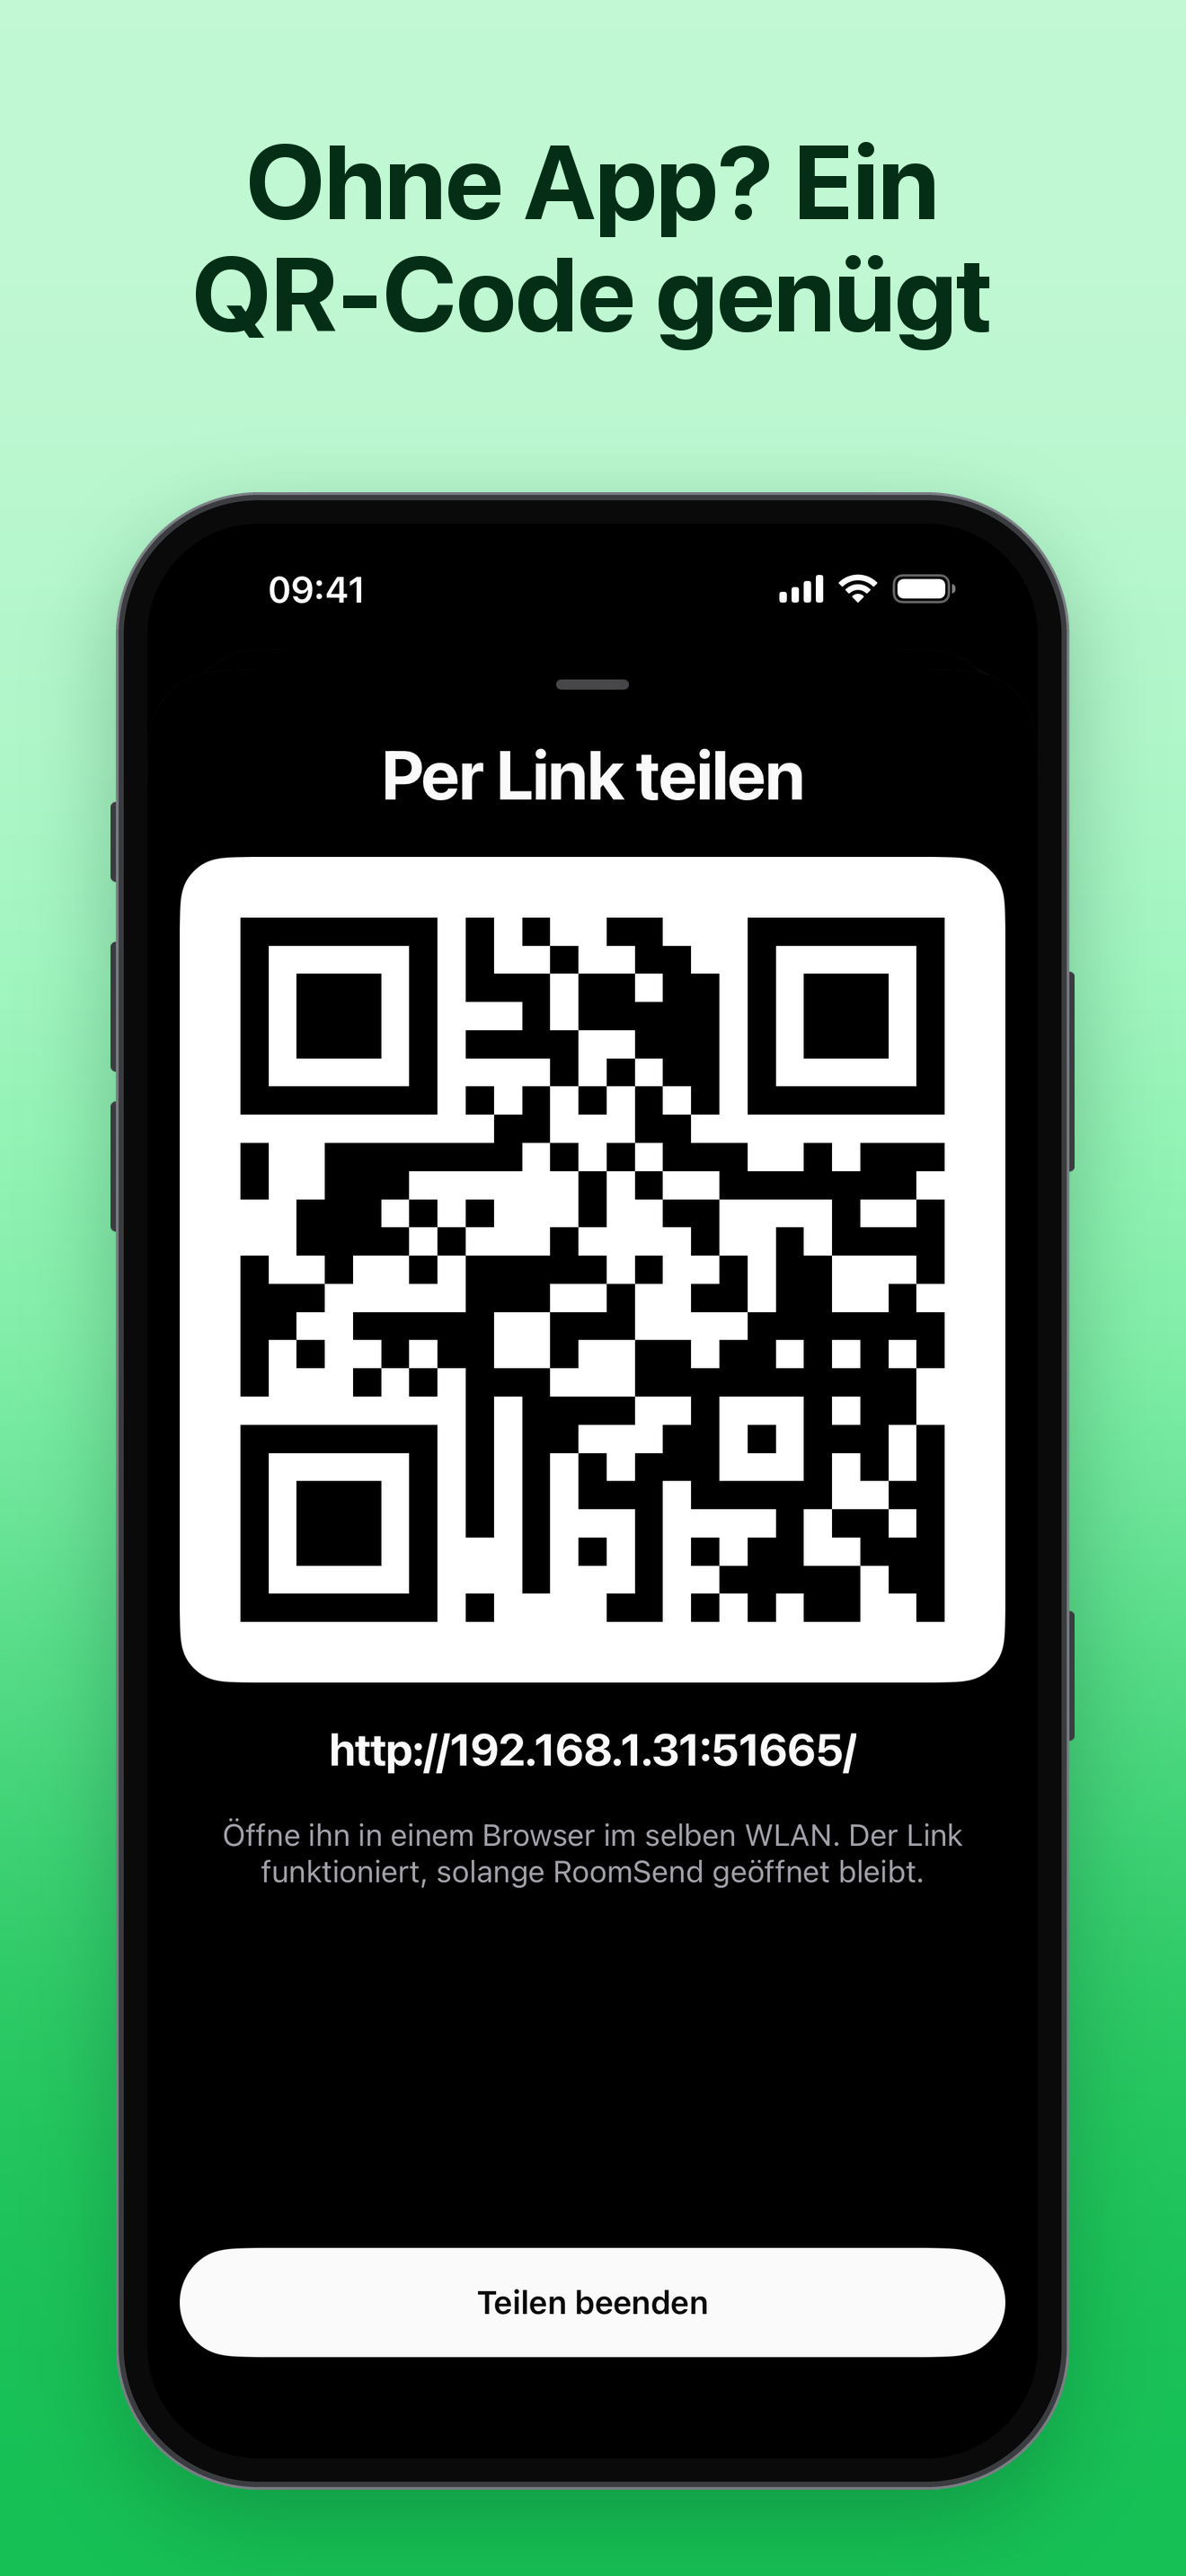 Ohne App? Ein
QR-Code genügt
09:41
Per Link teilen
http://192.168.1.31:51665/
Öffne ihn in einem Browser im selben WLAN. Der Link
funktioniert, solange RoomSend geöffnet bleibt.
Teilen beenden